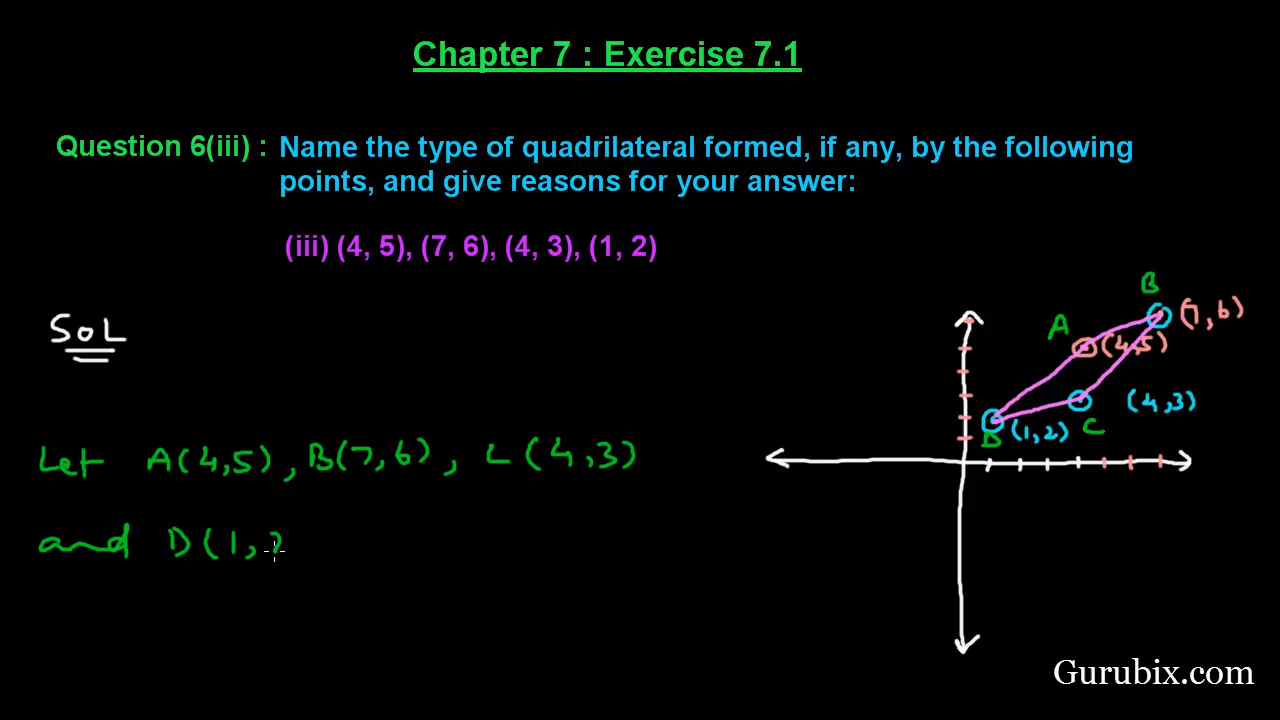 Chapter 7 : Exercise 7.1
Question 6(iii) : Name the type of quadrilateral formed, if any, by the following
points, and give reasons for your answer:
(iii) (4, 5), (7, 6), (4, 3), (1, 2)
SOL
B
(7,6)
A
(4,5)
(4,3)
D (1,2) C
Let A(4,5), B(7,6), C(4,3)
and D(1,
Gurubix.com